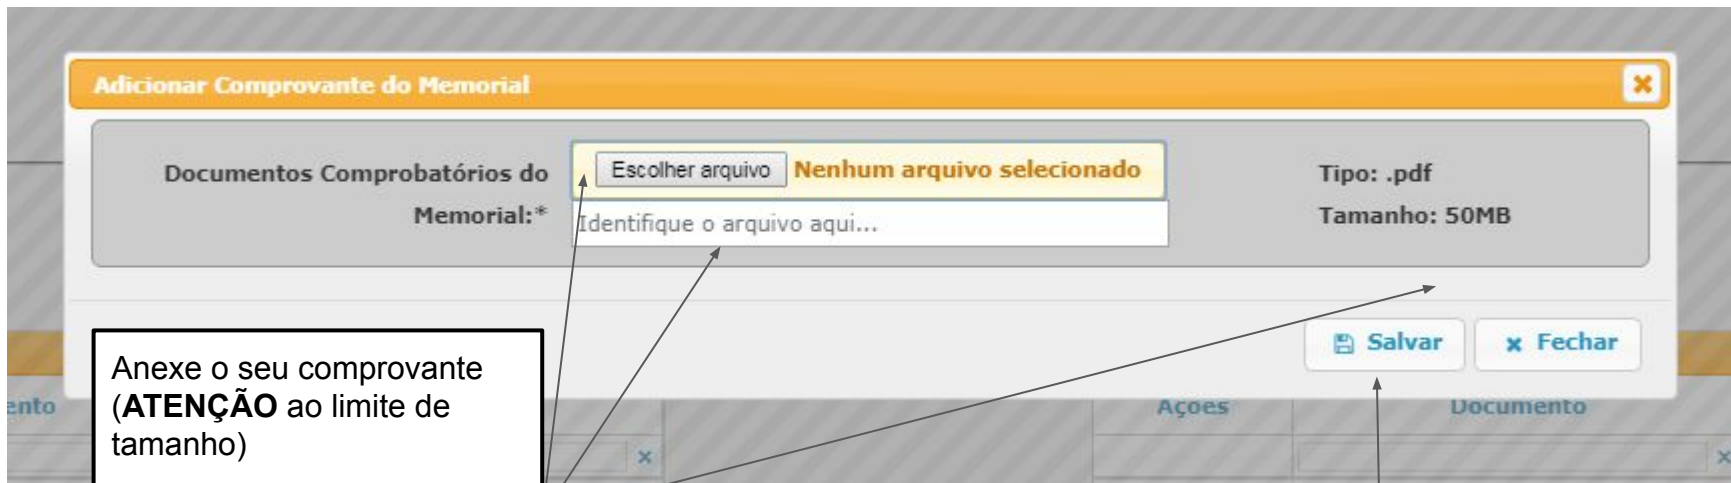 Adicionar Comprovante do Memorial
Documentos Comprobatórios do
Memorial:*
Escolher arquivo Nenhum arquivo selecionado
Identifique o arquivo aqui...
Tipo: .pdf
Tamanho: 50MB
Salvar
Fechar
Anexe o seu comprovante
(ATENÇÃO ao limite de
tamanho)
ento
Ações
Documento